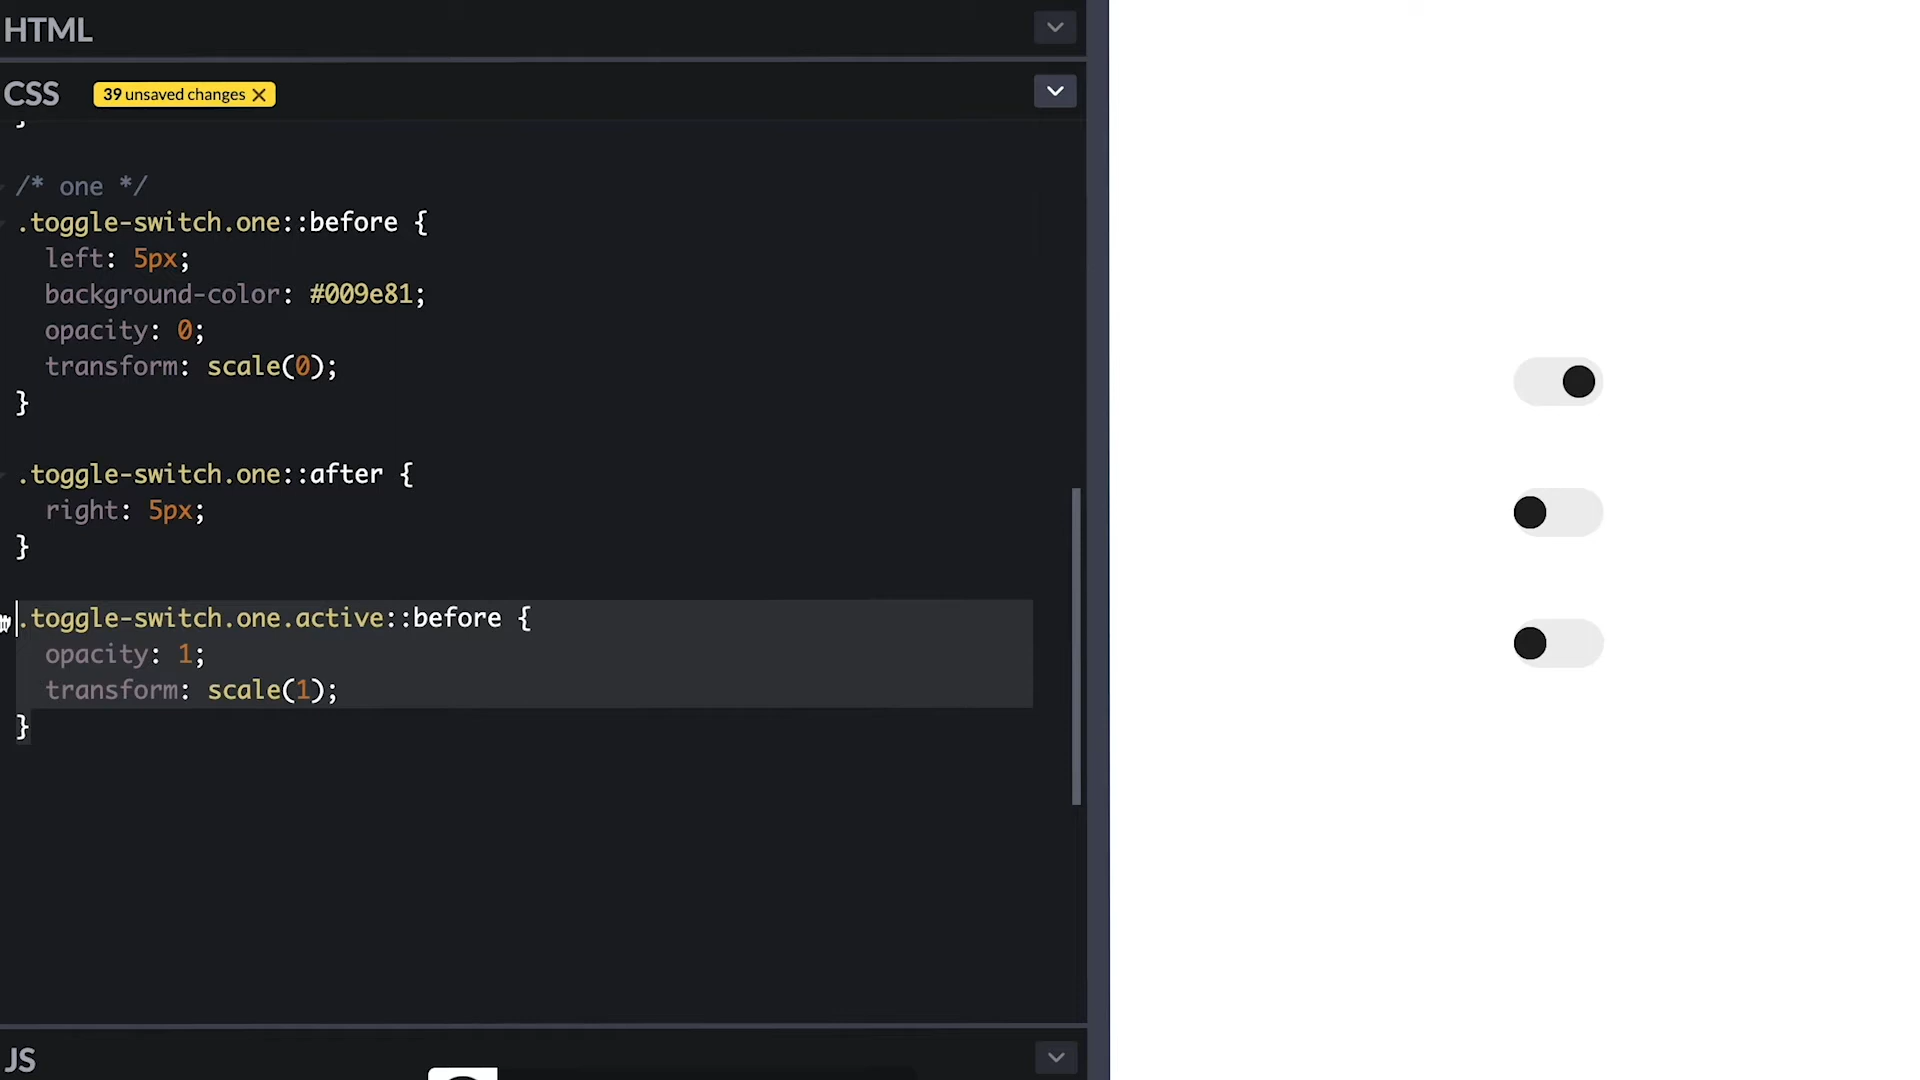 HTML
CSS 39 unsaved changes
}
/* one */
.toggle-switch.one::before {
left: 5px;
background-color: #009e81;
opacity: 0;
transform: scale(0);
}
.toggle-switch.one::after {
right: 5px;
}
.toggle-switch.one.active::before {
opacity: 1;
transform: scale(1);
}
JS